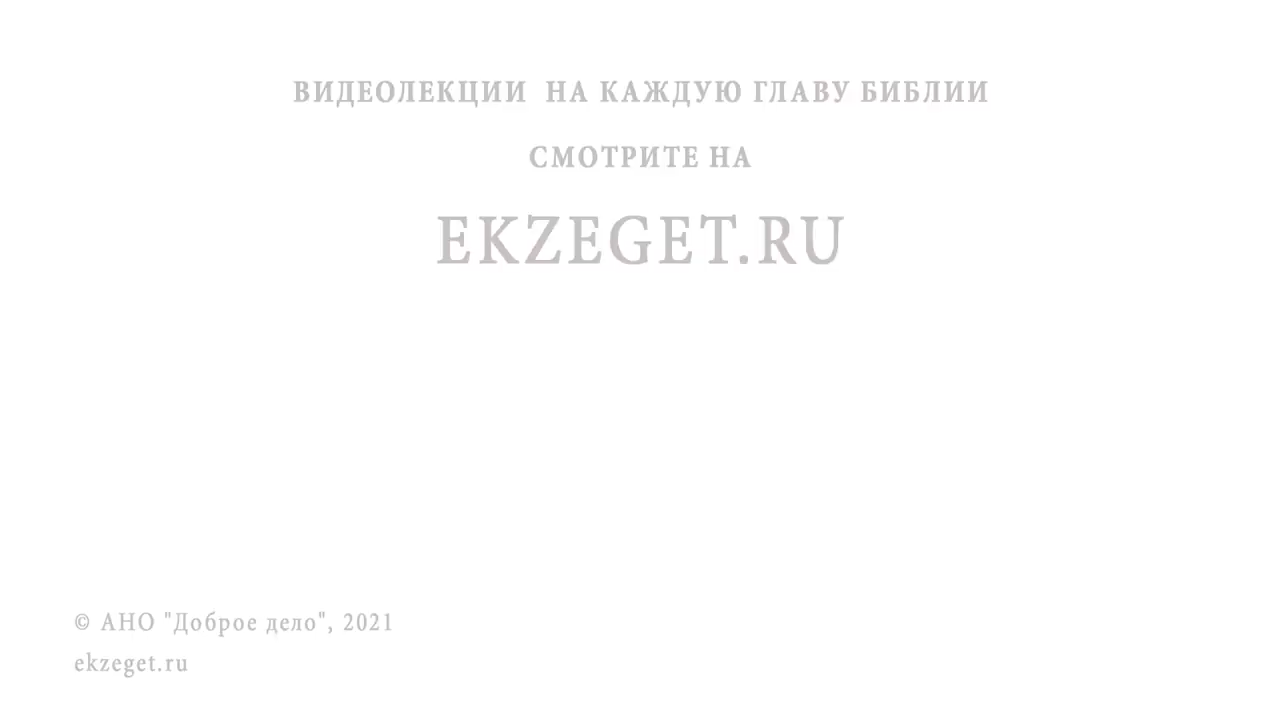 ВИДЕОЛЕКЦИИ НА КАЖДУЮ ГЛАВУ БИБЛИИ
СМОТРИТЕ НА
EKZEGET.RU
© АНО "Доброе дело", 2021
ekzeget.ru